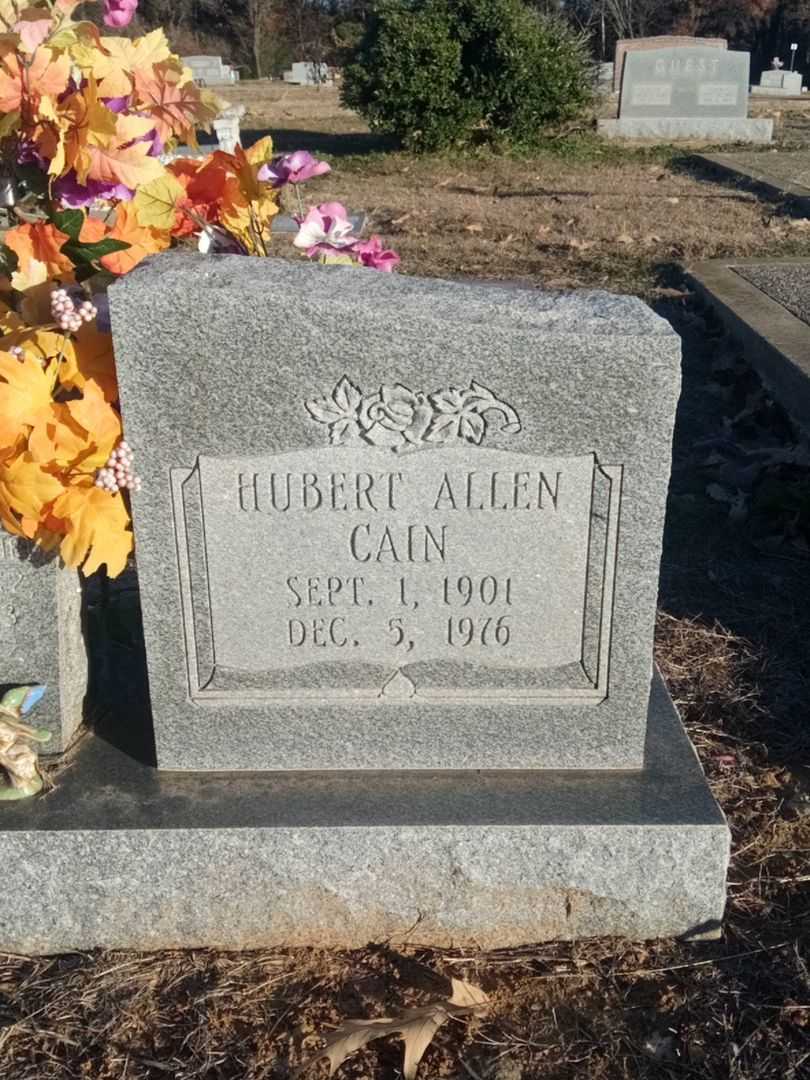 GUEST
HUBERT ALLEN
CAIN
SEPT. 1, 1901
DEC. 5, 1976